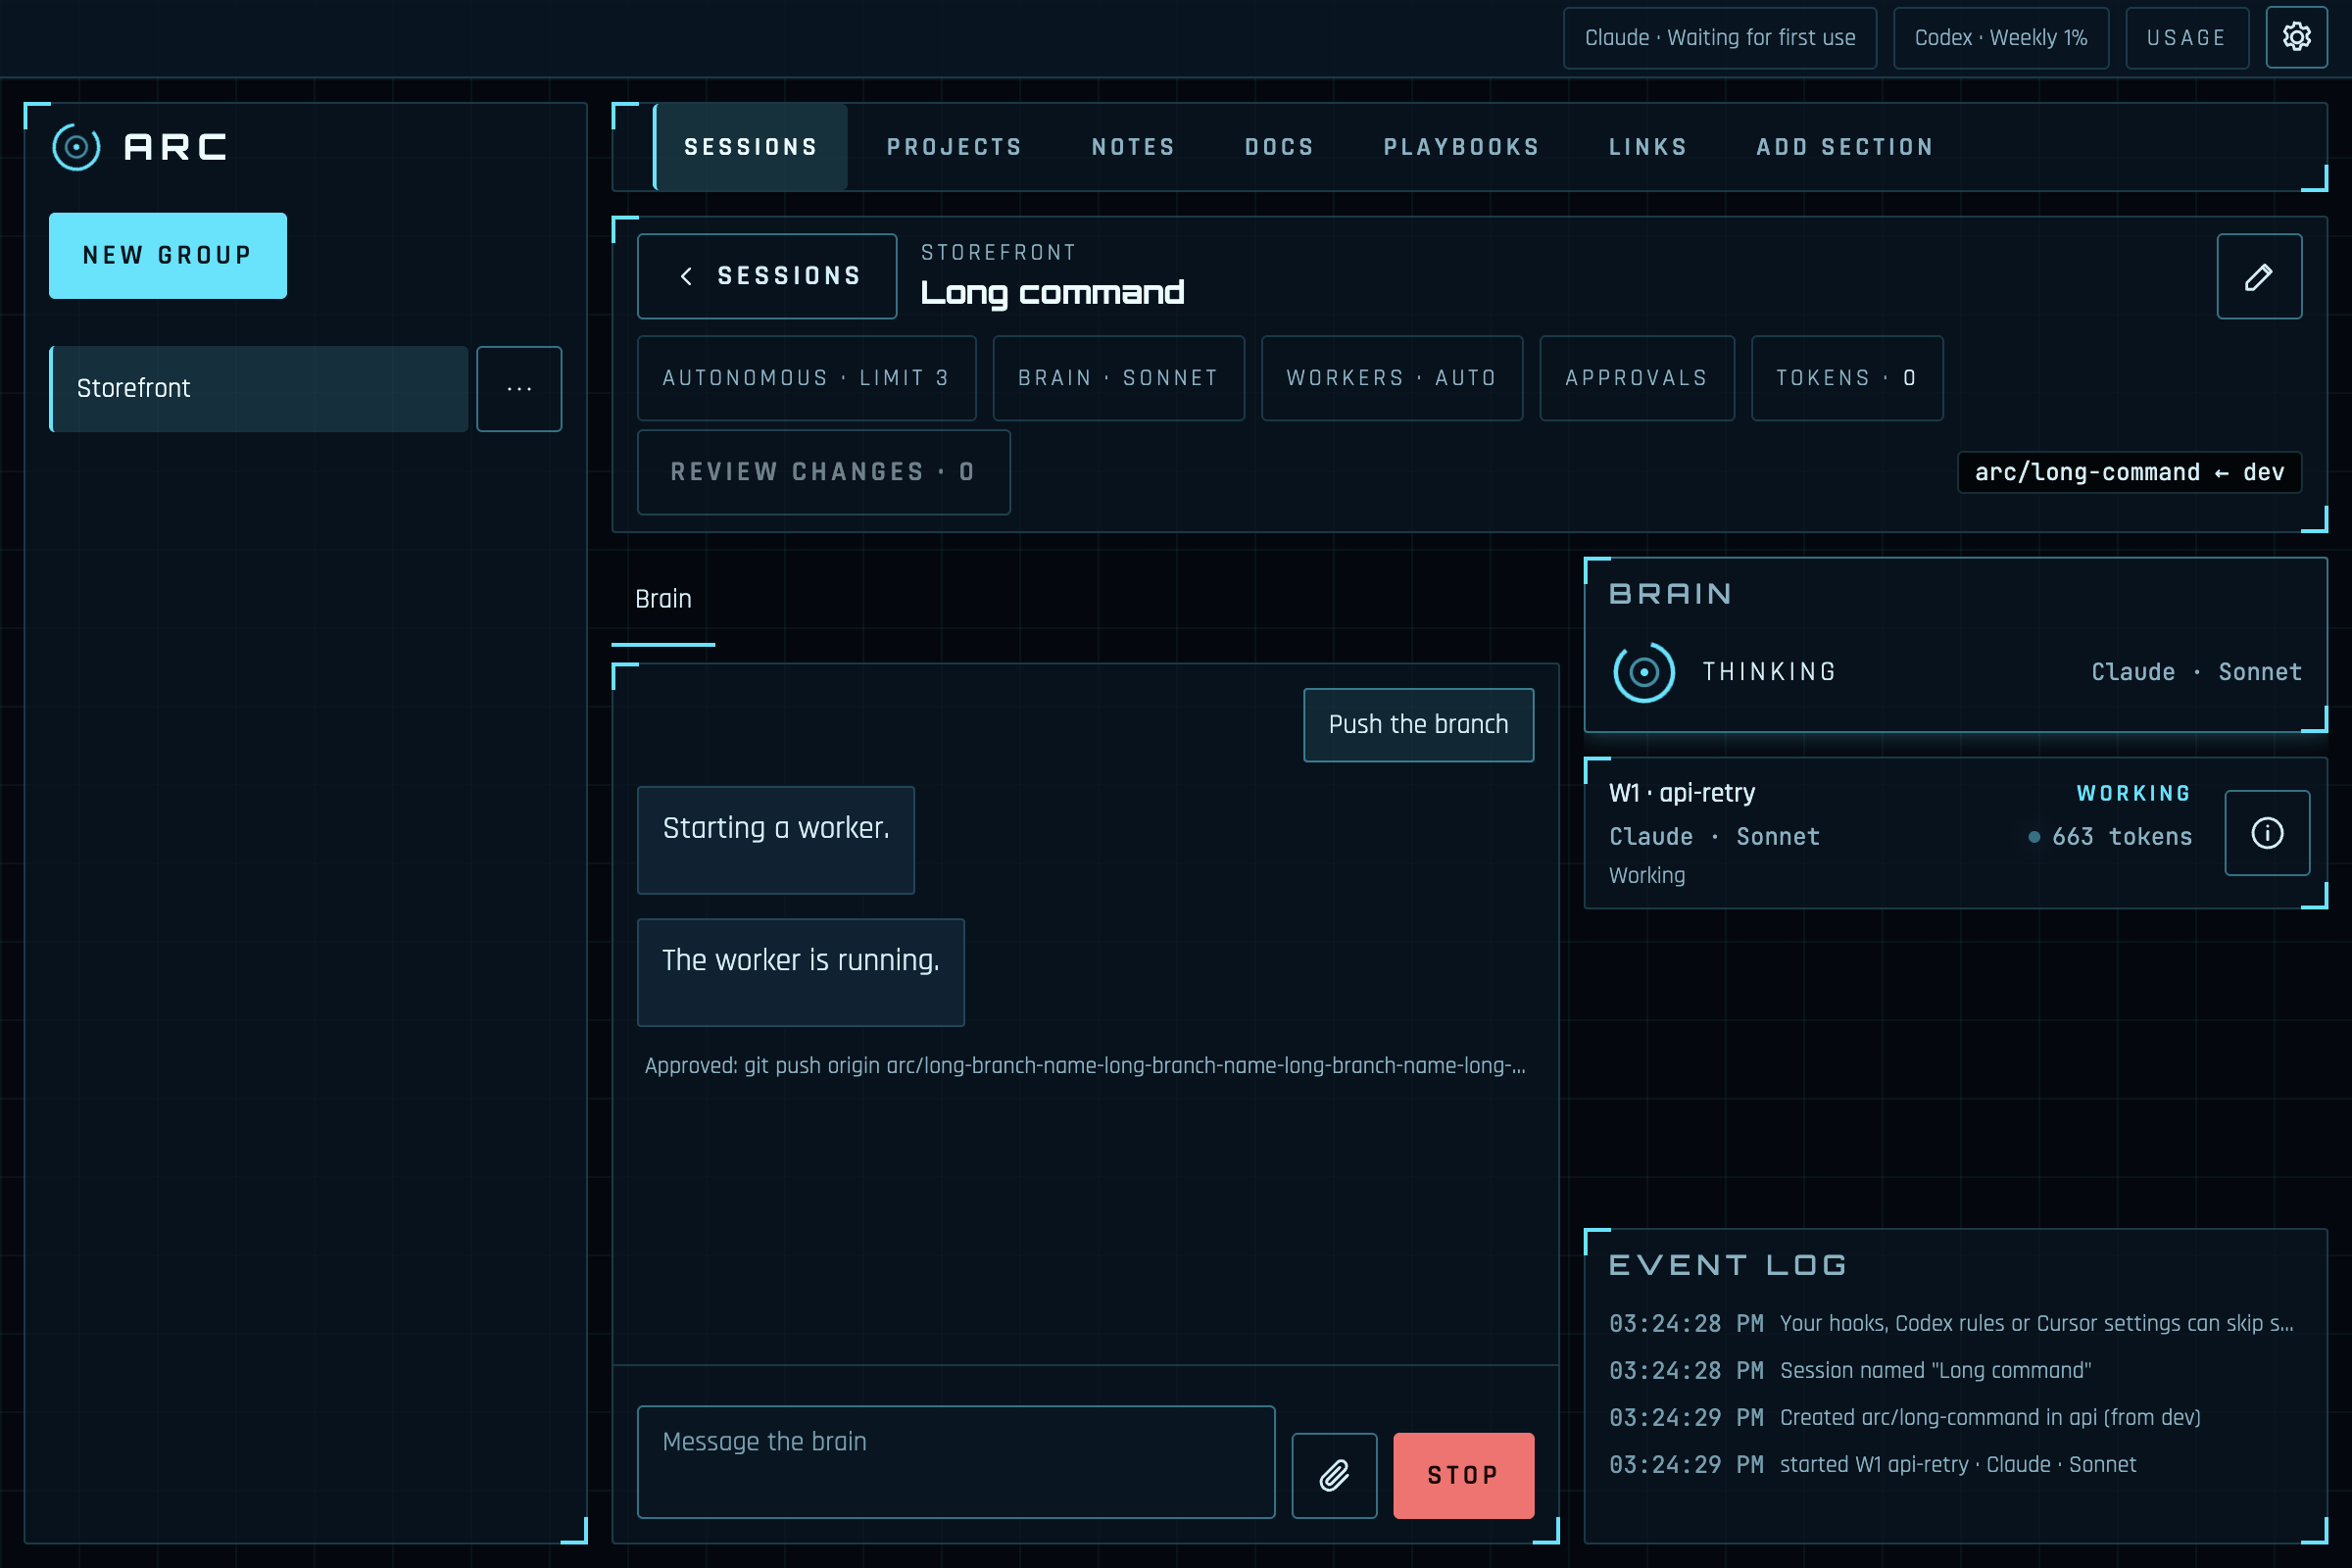 Claude · Waiting for first use
Codex · Weekly 1%
USAGE
ARC
NEW GROUP
Storefront
...
SESSIONS
PROJECTS
NOTES
DOCS
PLAYBOOKS
LINKS
ADD SECTION
SESSIONS
STOREFRONT
Long command
AUTONOMOUS · LIMIT 3
BRAIN · SONNET
WORKERS · AUTO
APPROVALS
TOKENS · 0
REVIEW CHANGES · 0
arc/long-command ← dev
Brain
Push the branch
Starting a worker.
The worker is running.
Approved: git push origin arc/long-branch-name-long-branch-name-long-branch-name-long-...
Message the brain
STOP
BRAIN
THINKING
Claude · Sonnet
W1 · api-retry
WORKING
Claude · Sonnet
663 tokens
Working
EVENT LOG
03:24:28 PM Your hooks, Codex rules or Cursor settings can skip s...
03:24:28 PM Session named "Long command"
03:24:29 PM Created arc/long-command in api (from dev)
03:24:29 PM started W1 api-retry · Claude · Sonnet